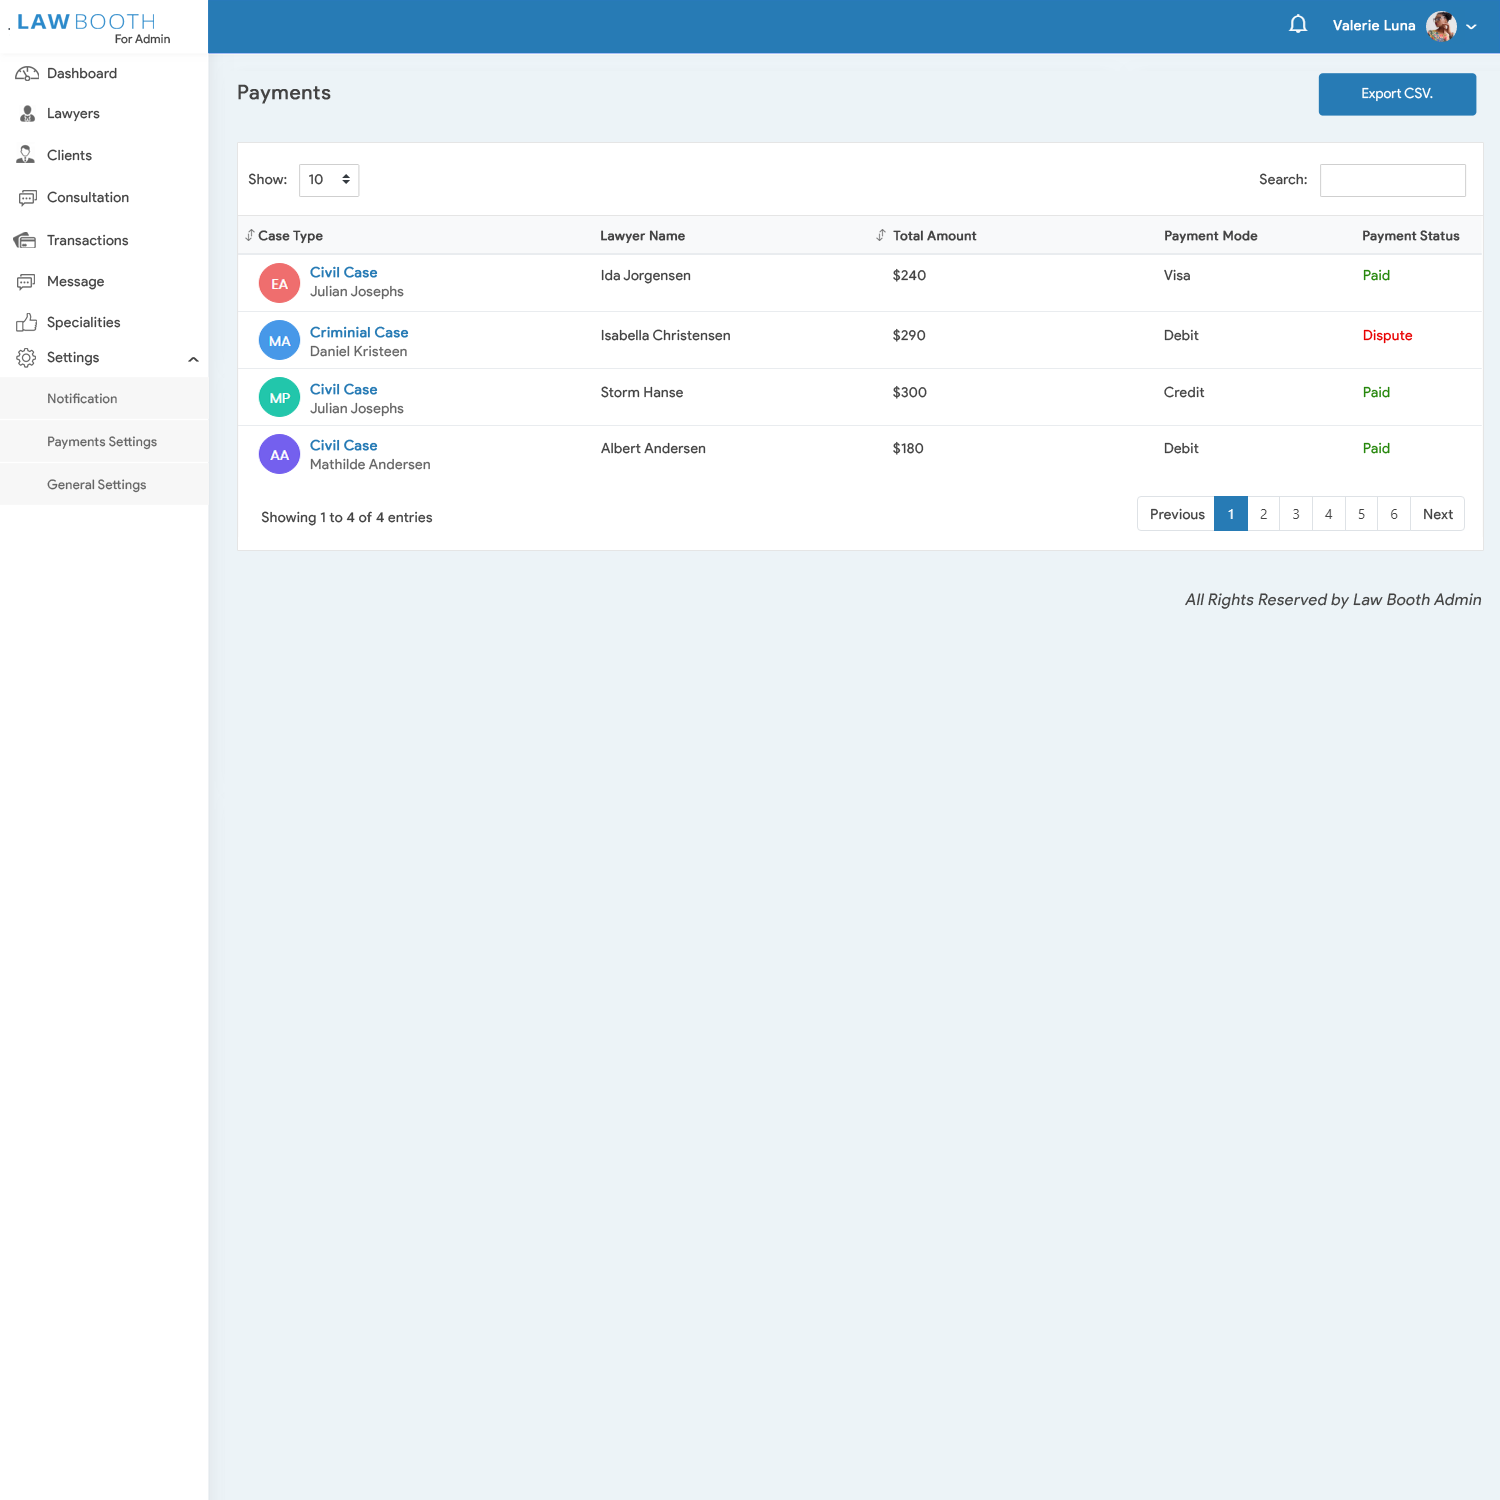 LAW BOOTH
For Admin
Valerie Luna
Dashboard
Lawyers
Clients
Consultation
Transactions
Message
Specialities
Settings
Notification
Payments Settings
General Settings
Payments
Export CSV.
Show: 10
Search:
Case Type Lawyer Name Total Amount Payment Mode Payment Status
EA Civil Case Ida Jorgensen $240 Visa Paid
Julian Josephs
MA Criminial Case Isabella Christensen $290 Debit Dispute
Daniel Kristeen
MP Civil Case Storm Hanse $300 Credit Paid
Julian Josephs
AA Civil Case Albert Andersen $180 Debit Paid
Mathilde Andersen
Showing 1 to 4 of 4 entries
Previous 1 2 3 4 5 6 Next
All Rights Reserved by Law Booth Admin